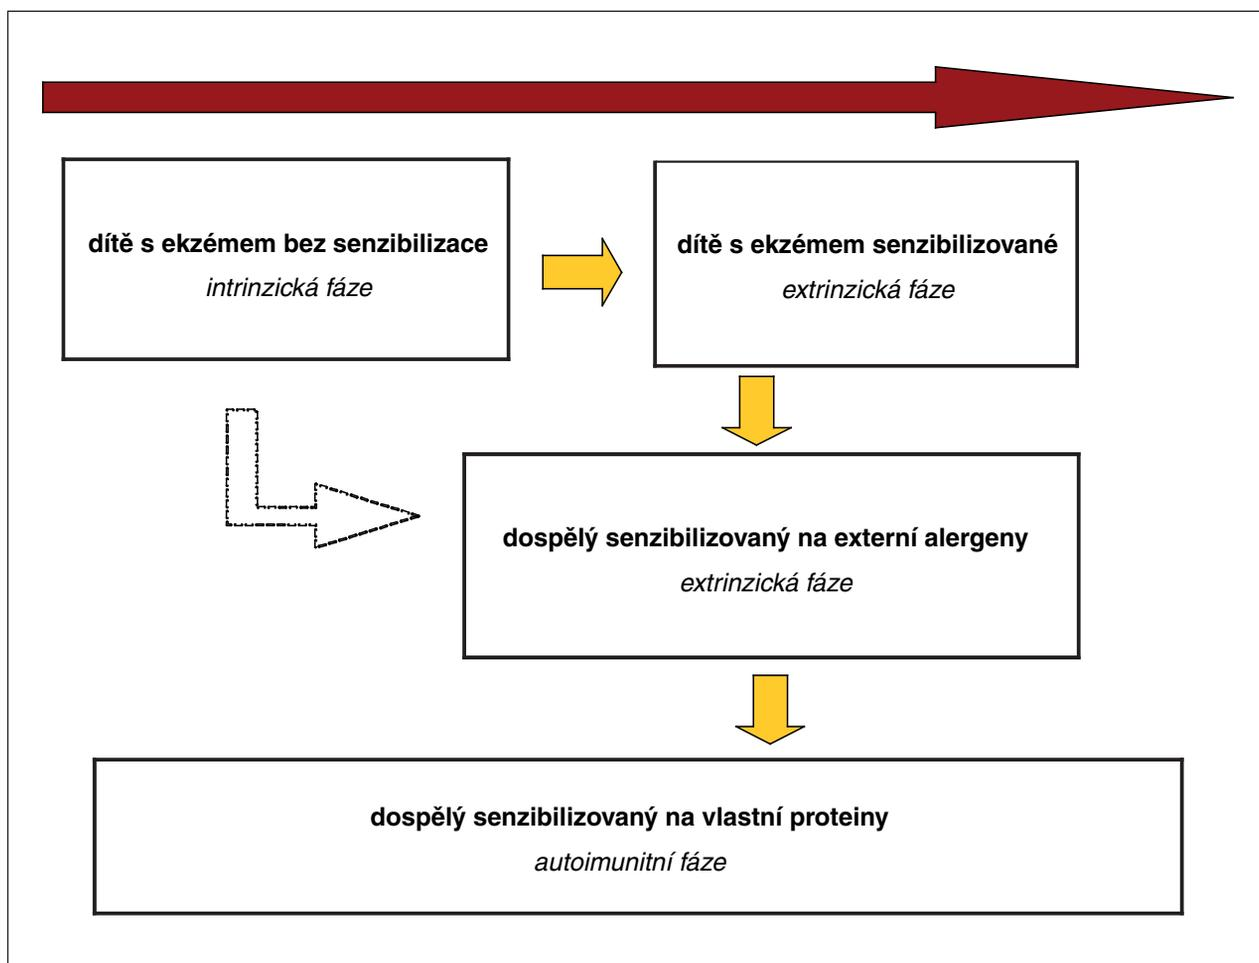 dítě s ekzémem bez senzibilizace
intrinzická fáze
dítě s ekzémem senzibilizované
extrinzická fáze
dospělý senzibilizovaný na externí alergeny
extrinzická fáze
dospělý senzibilizovaný na vlastní proteiny
autoimunitní fáze